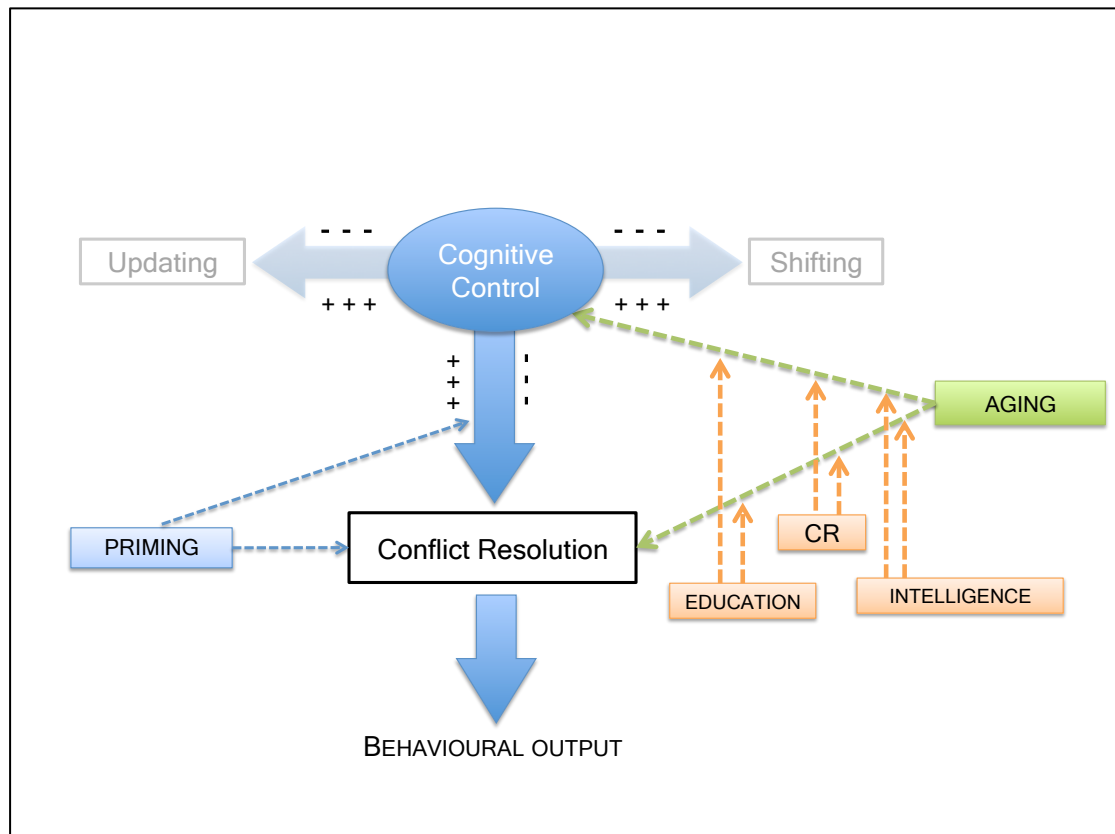 - - -
- - -
Updating
Cognitive
Control
Shifting
+ + +
+ + +
+ + +
- - -
AGING
PRIMING
Conflict Resolution
CR
EDUCATION
INTELLIGENCE
BEHAVIOURAL OUTPUT